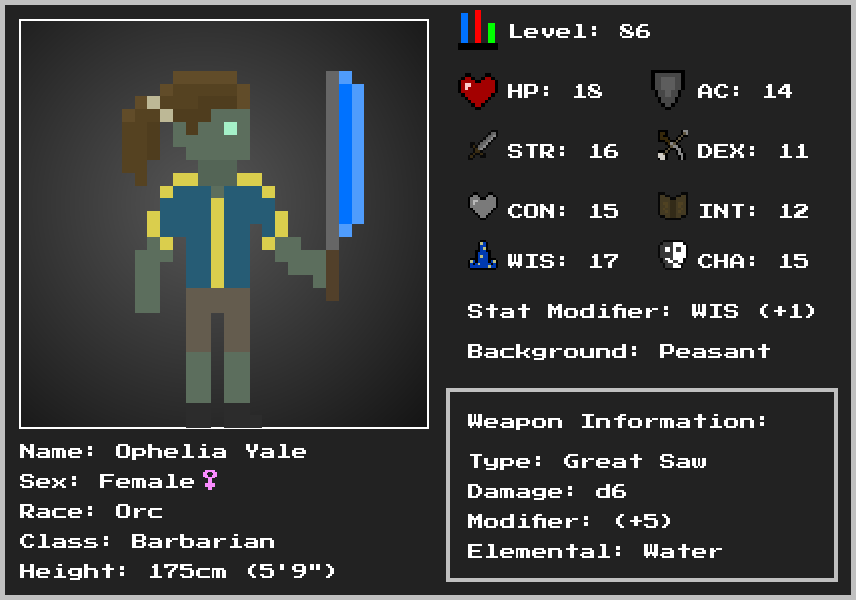 Level: 86
HP: 18
AC: 14
STR: 16
DEX: 11
CON: 15
INT: 12
WIS: 17
CHA: 15
Stat Modifier: WIS (+1)
Background: Peasant
Weapon Information:
Type: Great Saw
Damage: d6
Modifier: (+5)
Elemental: Water
Name: Ophelia Yale
Sex: Female♀
Race: Orc
Class: Barbarian
Height: 175cm (5'9")